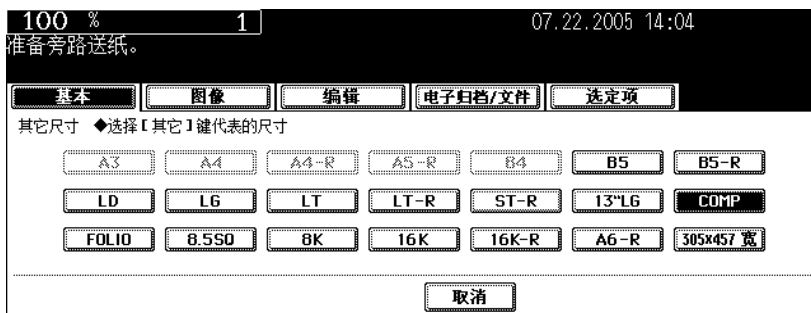 100 % 1 07.22.2005 14:04
准备旁路送纸。
基本 图像 编辑 电子归档/文件 选定项
其它尺寸 ◆选择【其它】键代表的尺寸
A3 A4 A4-R A5-R B4 B5 B5-R
LD LG LT LT-R ST-R 13"LG COMP
FOLIO 8.5SQ 8K 16K 16K-R A6-R 305x457 宽
取消